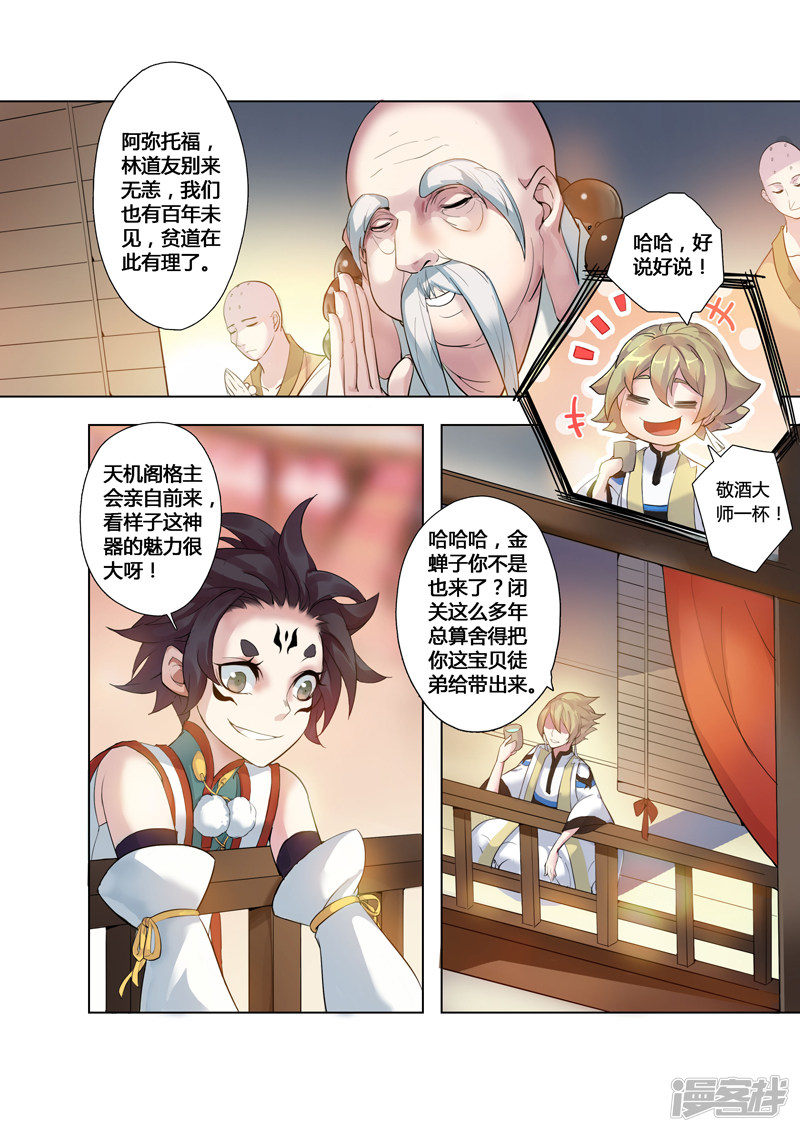 阿弥托福，
林道友别来
无恙，我们
也有百年未
见，贫道在
此有理了。
哈哈，好
说好说！
敬酒大
师一杯！
天机阁格主
会亲自前来，
看样子这神
器的魅力很
大呀！
哈哈哈，金
蝉子你不是
也来了？闭
关这么多年
总算舍得把
你这宝贝徒
弟给带出来。
漫客栈